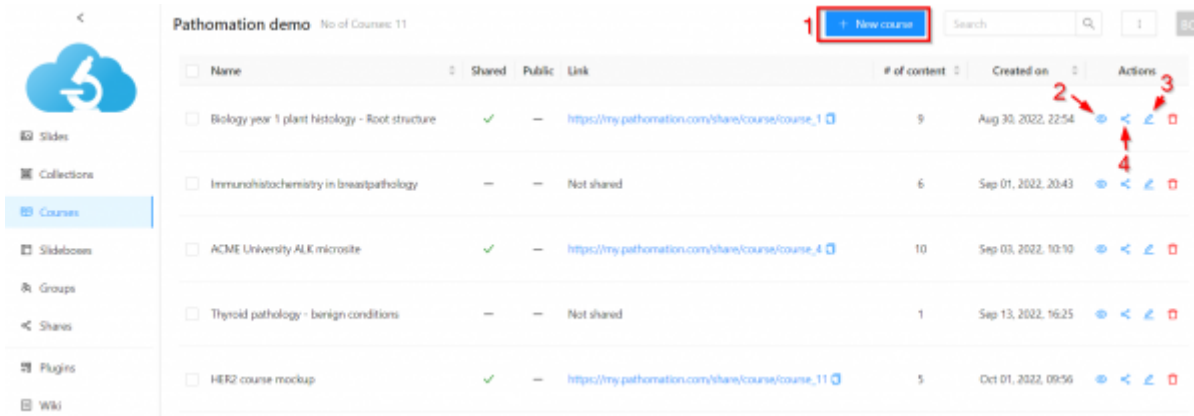 Pathomation demo No of Courses: 11
1
+ New course
Search
Name Shared Public Link # of content Created on Actions
2
3
Biology year 1 plant histology - Root structure https://my.pathomation.com/share/course/course_1 9 Aug 30, 2022, 22:54
4
Immunohistochemistry in breastpathology Not shared 6 Sep 01, 2022, 20:43
ACME University ALK microsite https://my.pathomation.com/share/course/course_4 10 Sep 03, 2022, 10:10
Thyroid pathology - benign conditions Not shared 1 Sep 13, 2022, 16:25
HER2 course mockup https://my.pathomation.com/share/course/course_11 5 Oct 01, 2022, 09:56
Slides
Collections
Courses
Slideboxes
Groups
Shares
Plugins
Wiki